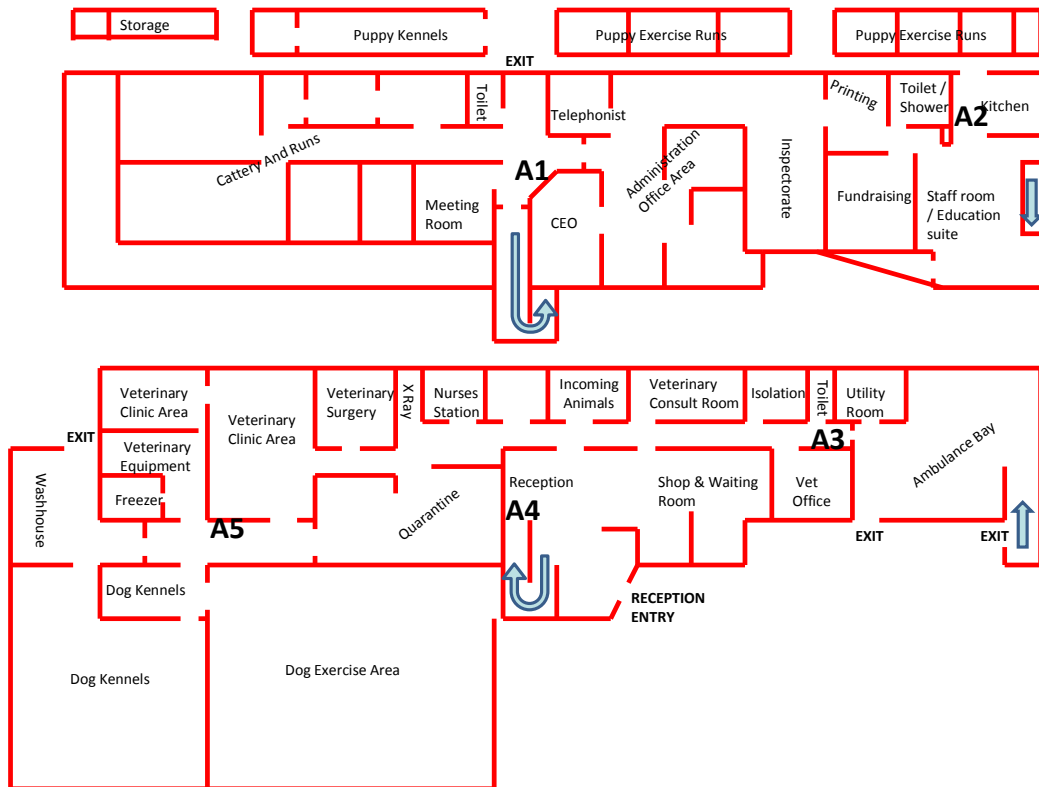 Storage
Puppy Kennels
Puppy Exercise Runs
Puppy Exercise Runs
EXIT
Toilet
Telephonist
Printing
Toilet /
Shower
A2
Kitchen
Cattery And Runs
A1
Administration
Office Area
Inspectorate
Meeting
Room
CEO
Fundraising
Staff room
/ Education
suite
Veterinary
Clinic Area
Veterinary
Clinic Area
Veterinary
Surgery
X Ray
Nurses
Station
Incoming
Animals
Veterinary
Consult Room
Isolation
Toilet
Utility
Room
EXIT
Veterinary
Equipment
A3
Ambulance Bay
Washhouse
Freezer
Quarantine
Reception
Shop & Waiting
Room
Vet
Office
A5
A4
EXIT
EXIT
Dog Kennels
RECEPTION
ENTRY
Dog Kennels
Dog Exercise Area